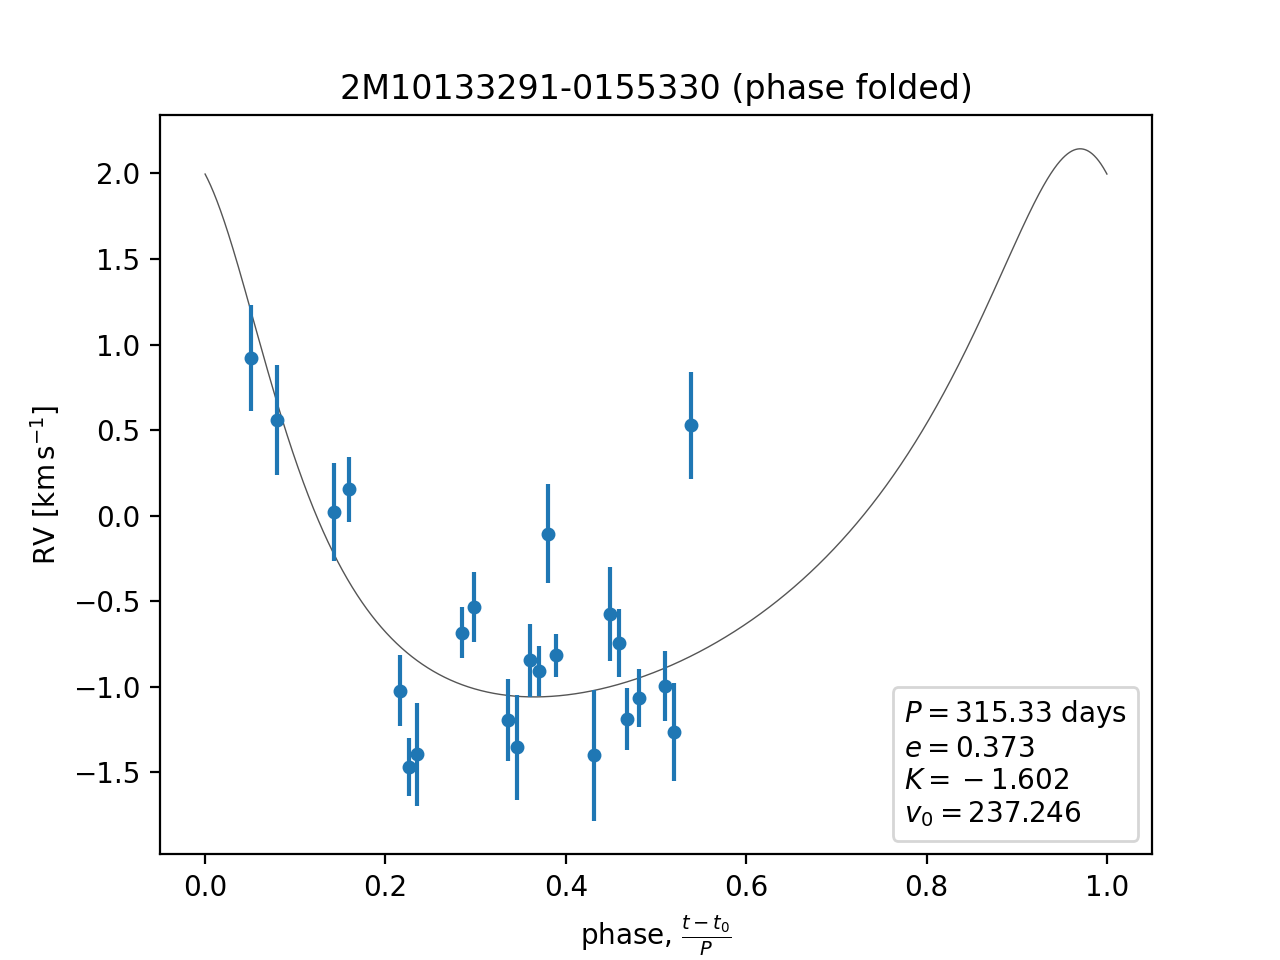 2M10133291-0155330 (phase folded)
RV [km s⁻¹]
2.0
1.5
1.0
0.5
0.0
−0.5
−1.0
−1.5
P = 315.33 days
e = 0.373
K = −1.602
v₀ = 237.246
0.0 0.2 0.4 0.6 0.8 1.0
phase, (t − t₀)/P